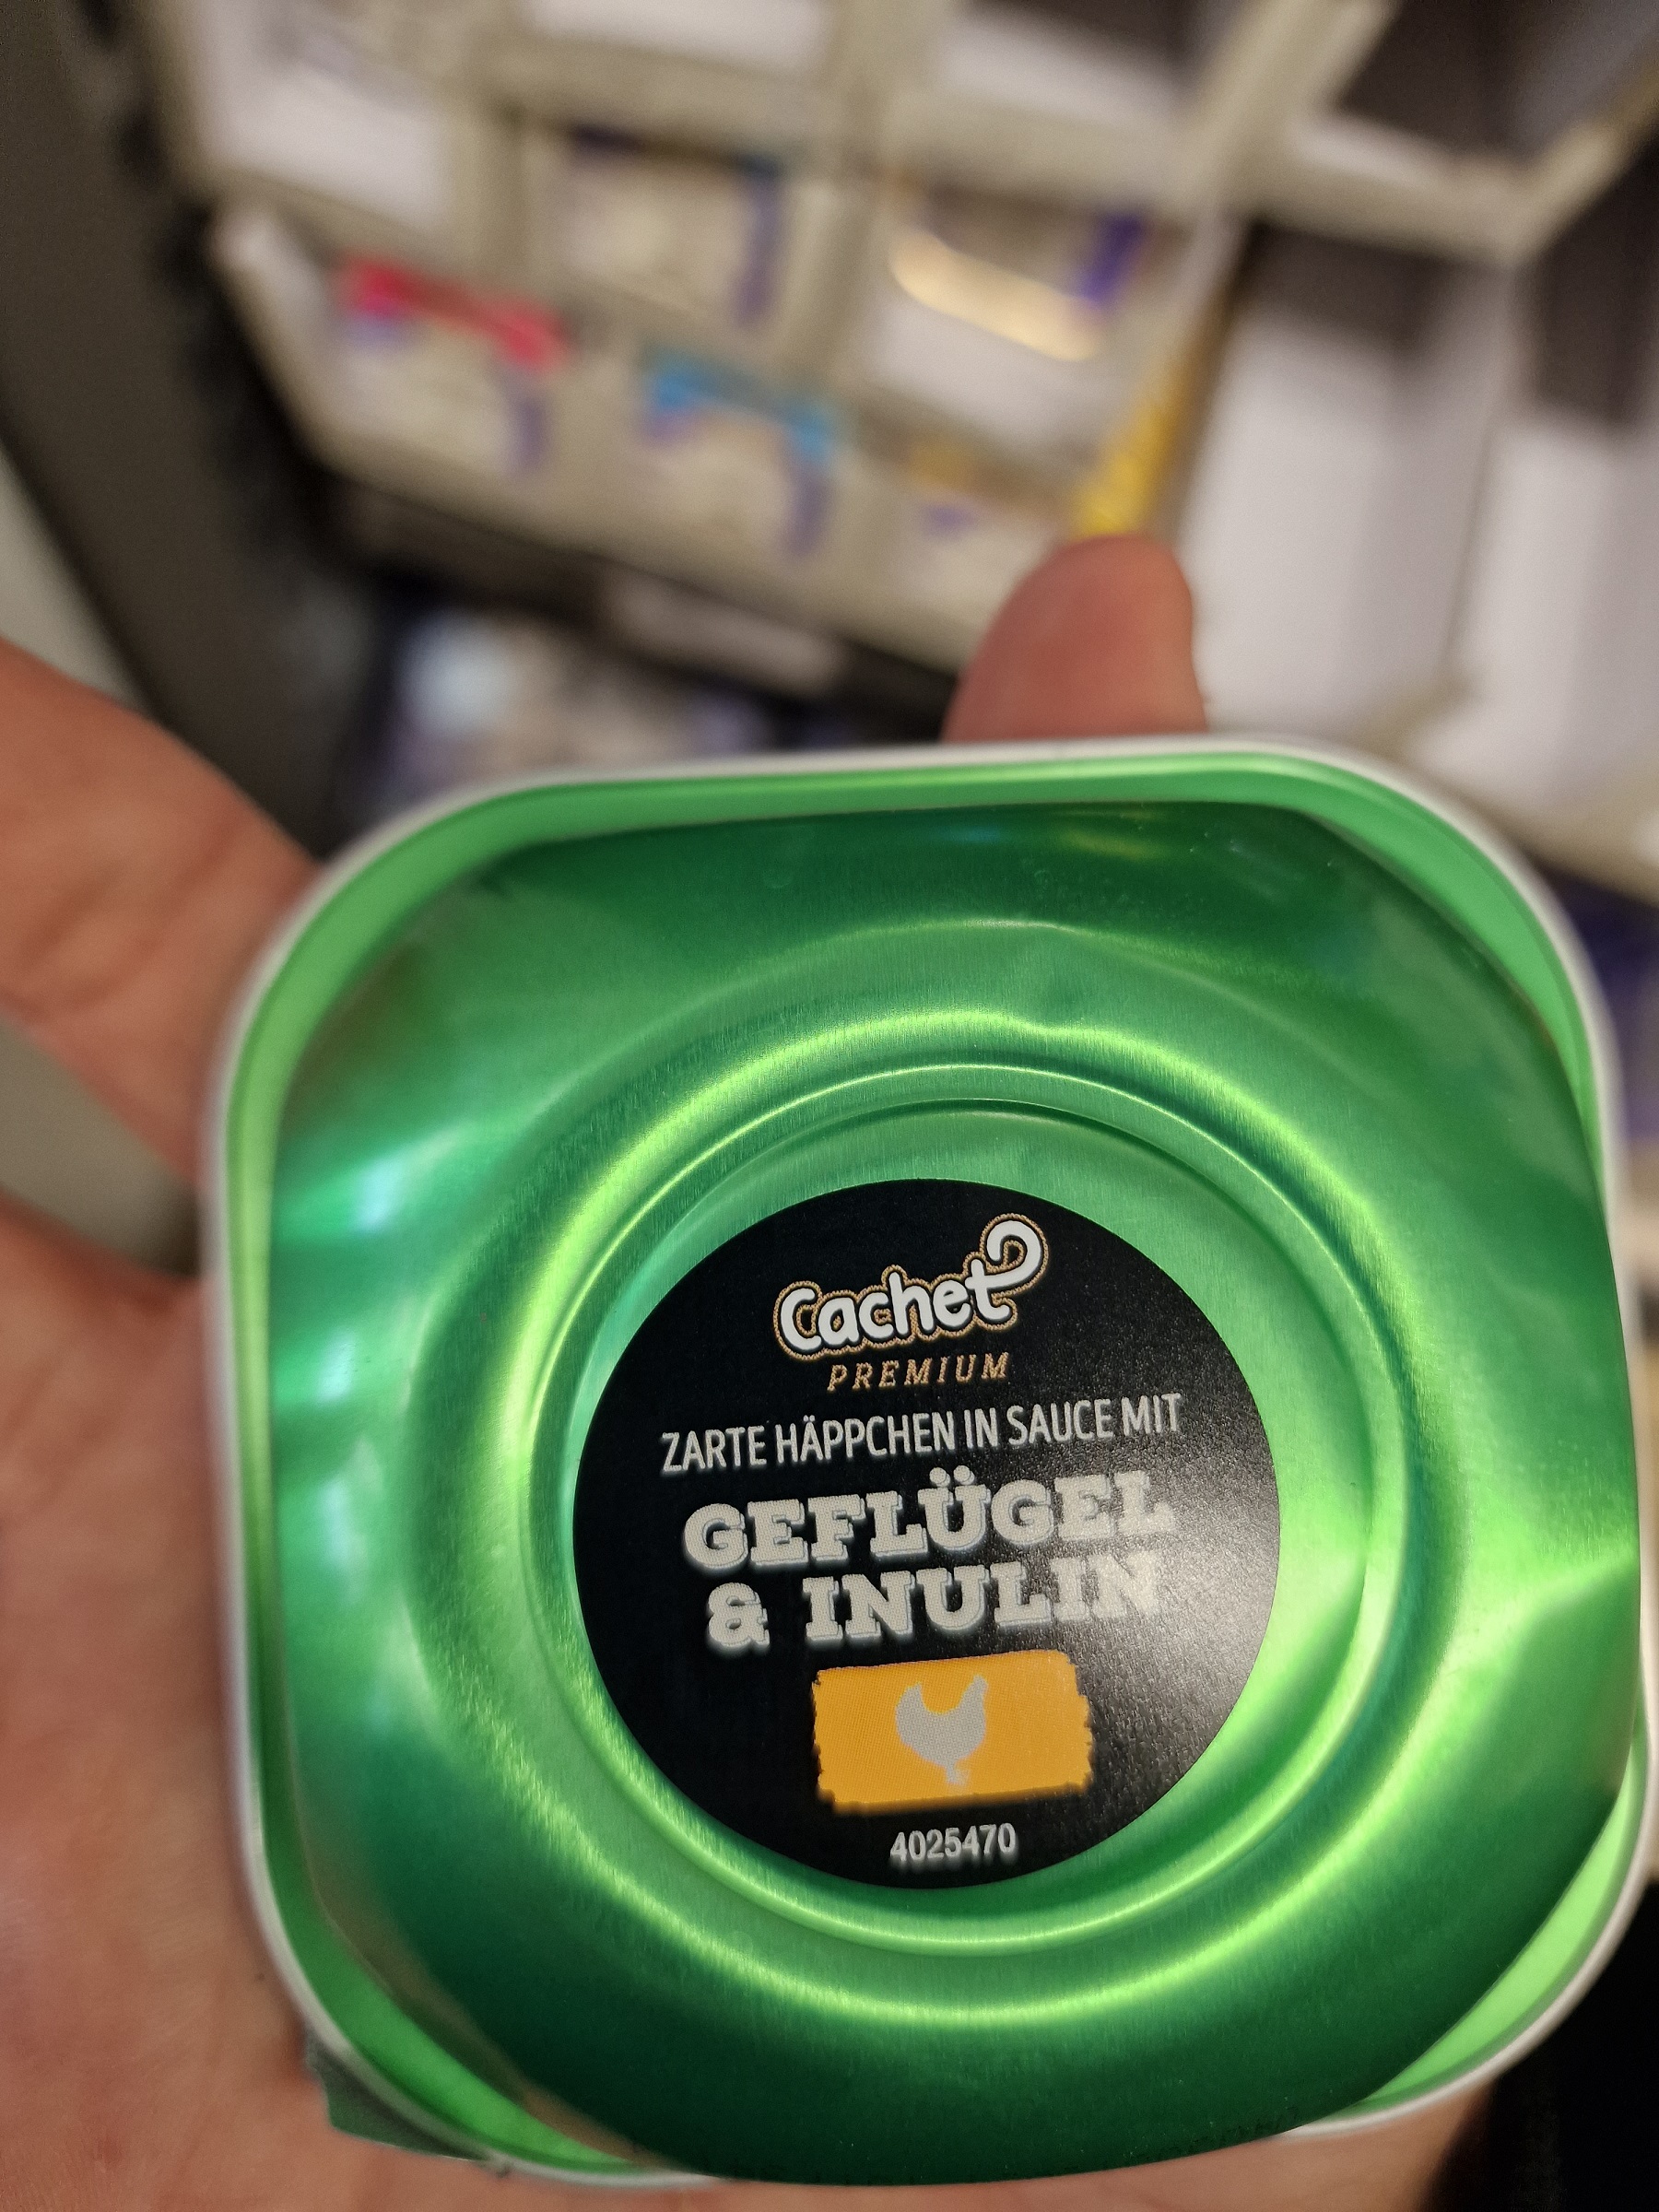 Cachet
PREMIUM
ZARTE HÄPPCHEN IN SAUCE MIT
GEFLÜGEL
& INULIN
4025470